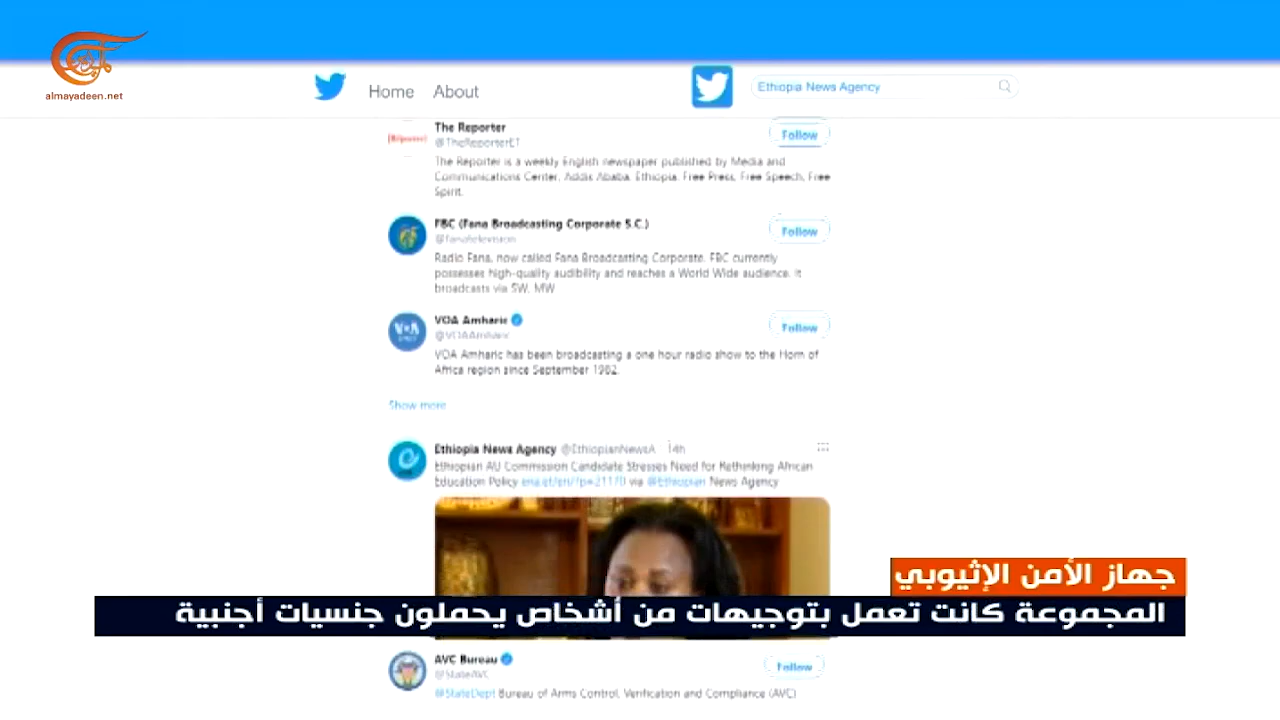 almayadeen.net
Home About
Ethiopia News Agency
The Reporter
@TheReporterET
Follow
The Reporter is a weekly English newspaper published by Media and
Communications Center, Addis Ababa, Ethiopia. Free Press, Free Speech, Free
Spirit.
FBC (Fana Broadcasting Corporate S.C.)
@fanatelevision
Follow
Radio Fana, now called Fana Broadcasting Corporate. FBC currently
possesses high-quality audibility and reaches a World Wide audience. It
broadcasts via SW, MW
VOA Amharic
@VOAAmharic
Follow
VOA Amharic has been broadcasting a one hour radio show to the Horn of
Africa region since September 1982.
Show more
Ethiopia News Agency @EthiopianNewsA 14h
Ethiopian AU Commission Candidate Stresses Need for Rethinking African
Education Policy ena.et/en/?p=21170 via @Ethiopian News Agency
جهاز الأمن الإثيوبي
المجموعة كانت تعمل بتوجيهات من أشخاص يحملون جنسيات أجنبية
AVC Bureau
@StateAVC
Follow
@StateDept Bureau of Arms Control, Verification and Compliance (AVC)